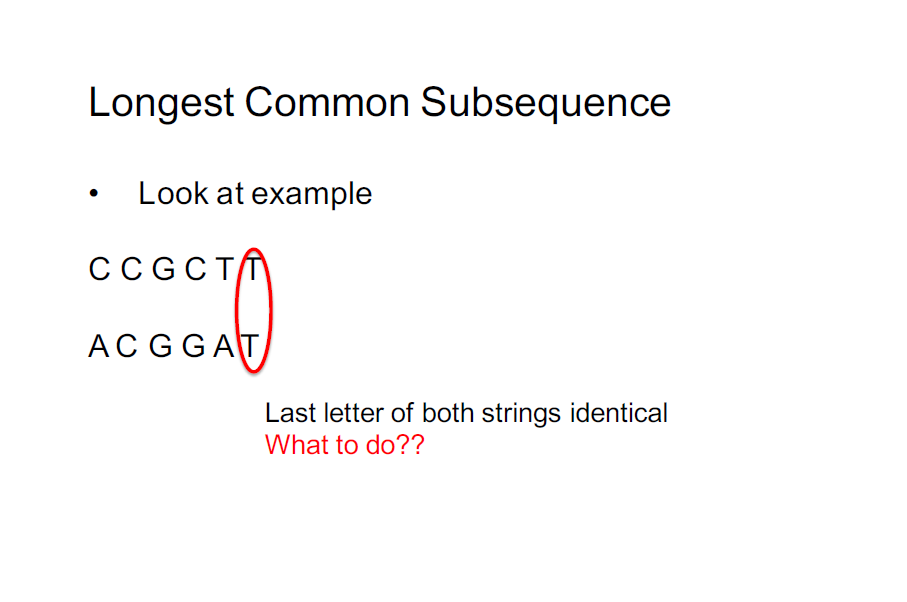 Longest Common Subsequence
• Look at example
C C G C T T
A C G G A T
Last letter of both strings identical
What to do??